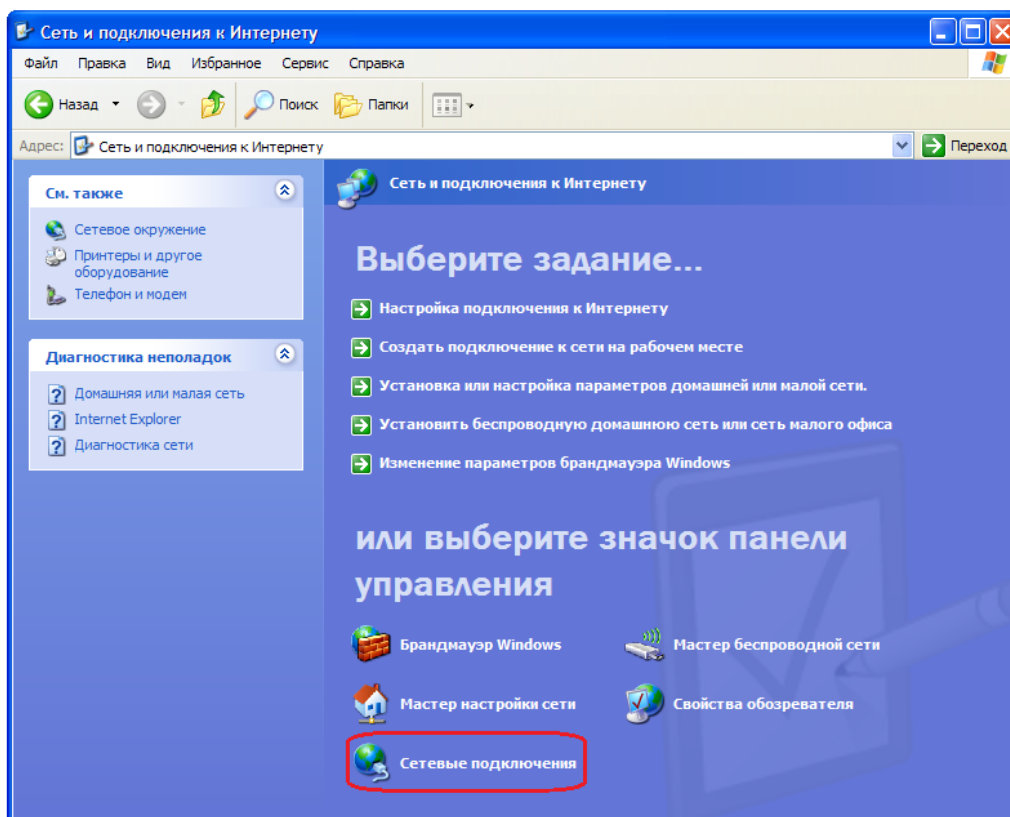 Сеть и подключения к Интернету
Файл Правка Вид Избранное Сервис Справка
Назад Поиск Папки
Адрес: Сеть и подключения к Интернету Переход
См. также
Сетевое окружение
Принтеры и другое
оборудование
Телефон и модем
Диагностика неполадок
Домашняя или малая сеть
Internet Explorer
Диагностика сети
Сеть и подключения к Интернету
Выберите задание...
Настройка подключения к Интернету
Создать подключение к сети на рабочем месте
Установка или настройка параметров домашней или малой сети.
Установить беспроводную домашнюю сеть или сеть малого офиса
Изменение параметров брандмауэра Windows
или выберите значок панели
управления
Брандмауэр Windows Мастер беспроводной сети
Мастер настройки сети Свойства обозревателя
Сетевые подключения